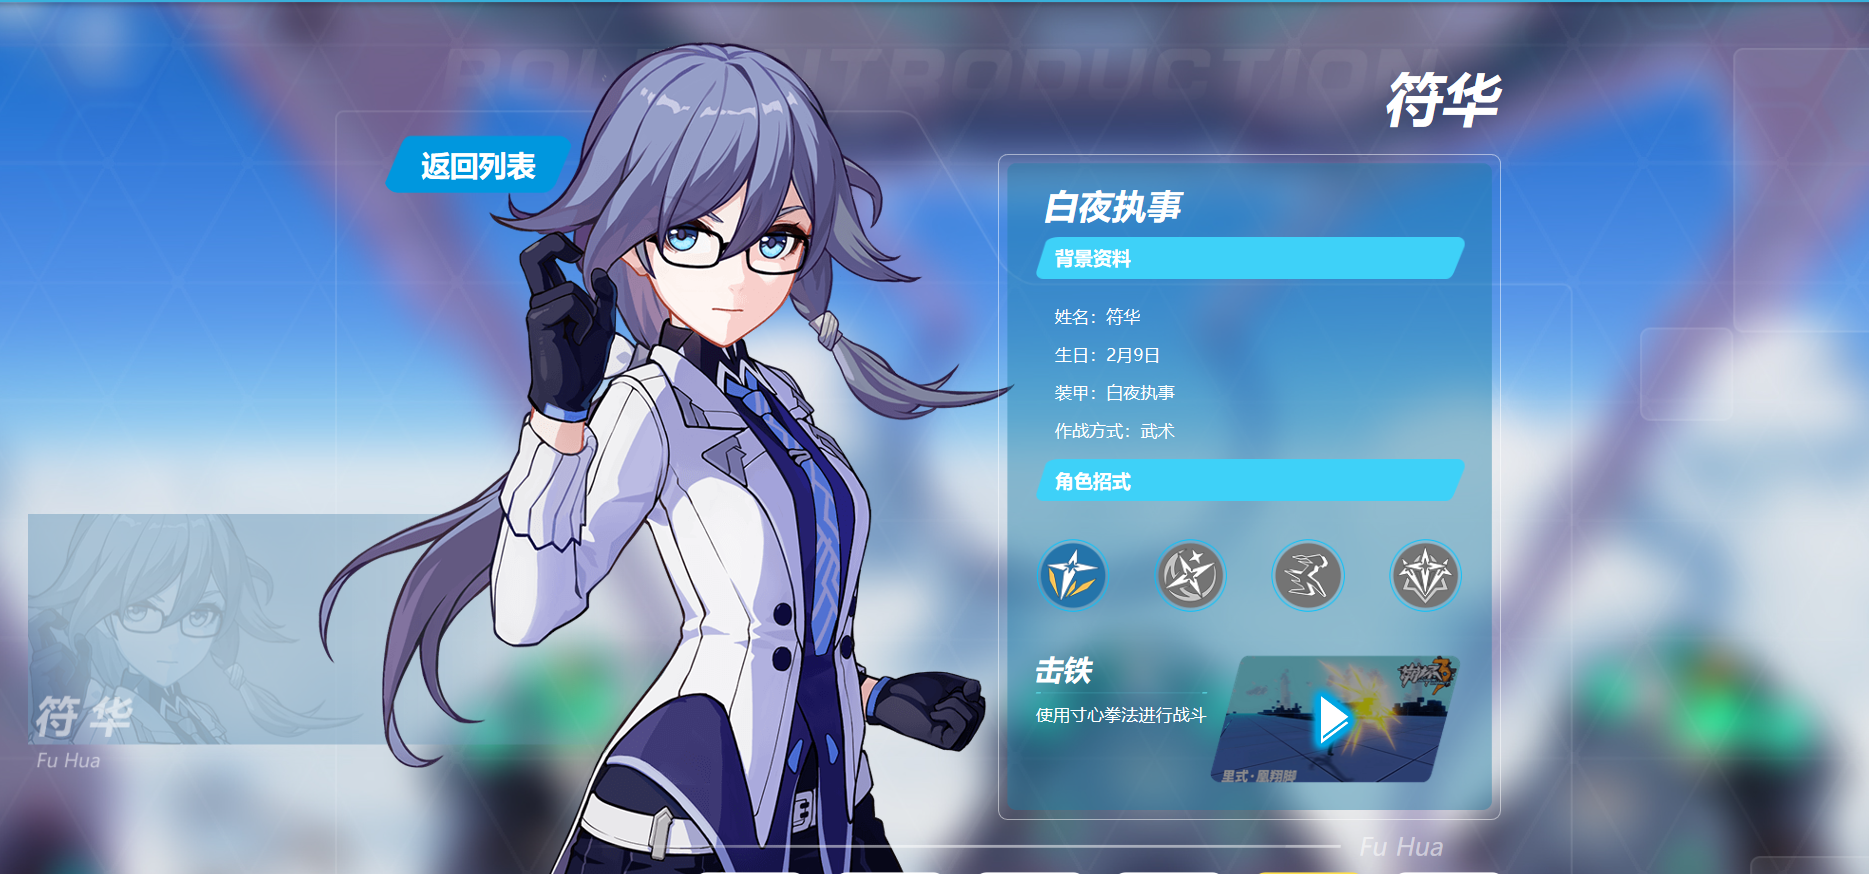 ROLE INTRODUCTION
符华
返回列表
白夜执事
背景资料
姓名：符华
生日：2月9日
装甲：白夜执事
作战方式：武术
角色招式
击铁
使用寸心拳法进行战斗
崩坏3
里式·凰翔脚
符华
Fu Hua
Fu Hua